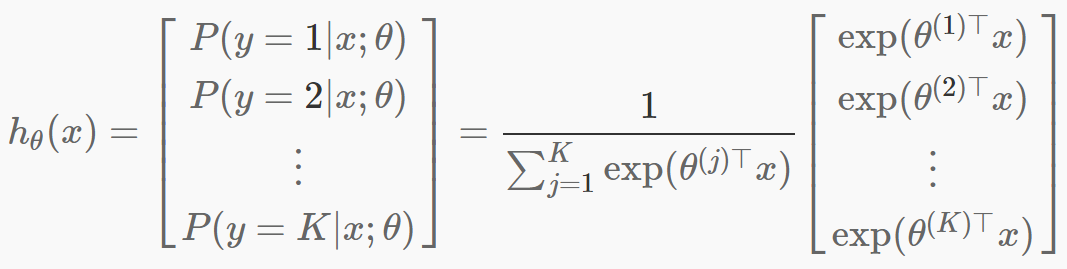 h_θ(x) = [ P(y = 1|x; θ) P(y = 2|x; θ) ⋮ P(y = K|x; θ) ] = 1 / ∑_{j=1}^{K} exp(θ^{(j)⊤}x) [ exp(θ^{(1)⊤}x) exp(θ^{(2)⊤}x) ⋮ exp(θ^{(K)⊤}x) ]